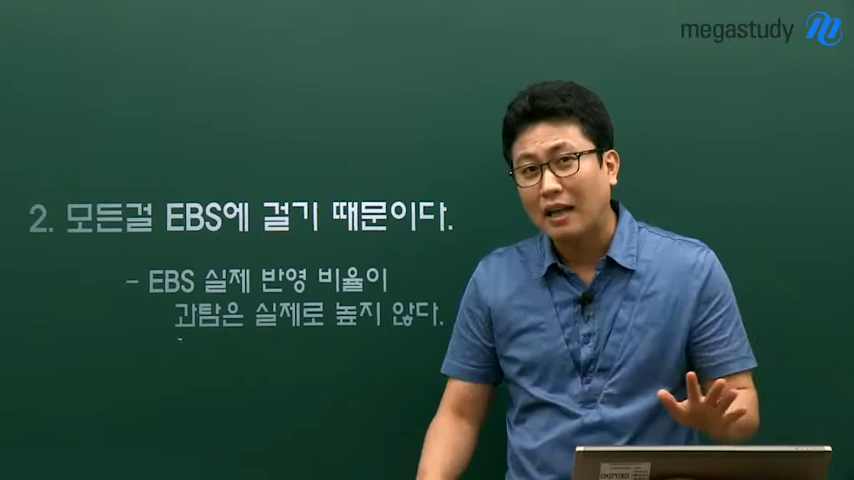 megastudy
2. 모든걸 EBS에 걸기 때문이다.
- EBS 실제 반영 비율이
과탐은 실제로 높지 않다.